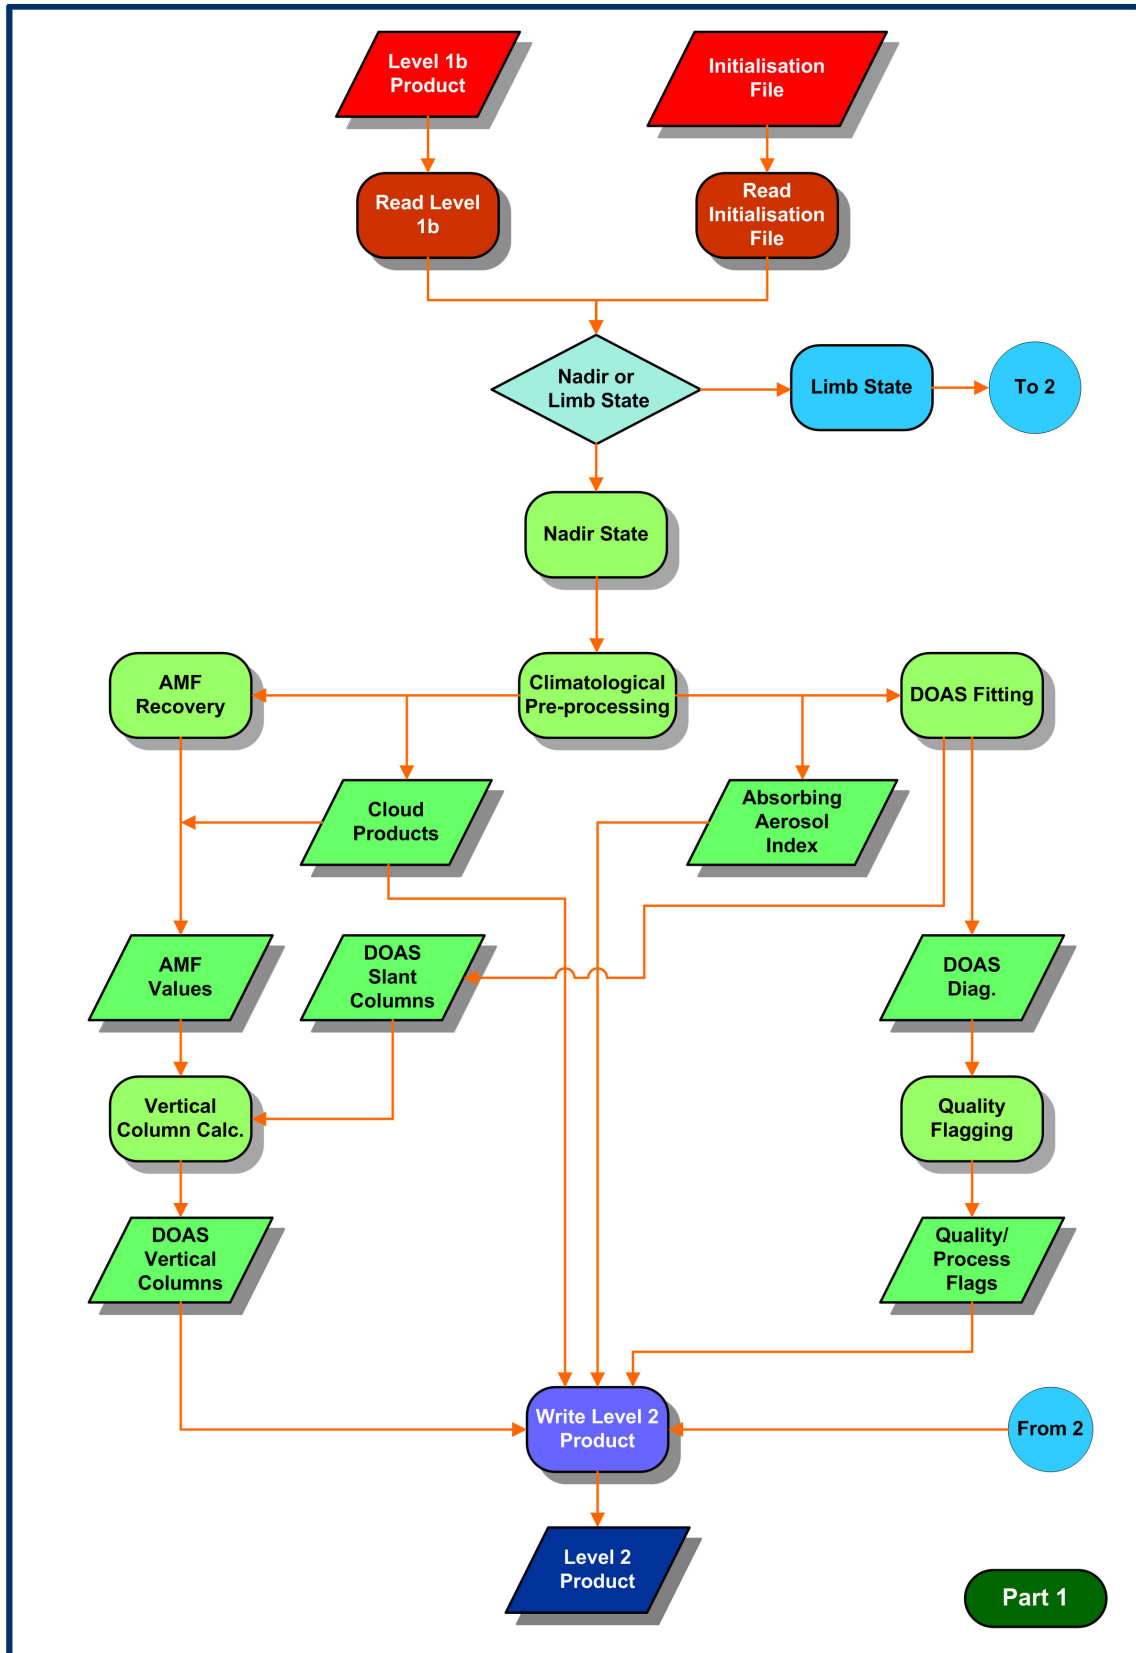 Level 1b
Product
Initialisation
File
Read Level
1b
Read
Initialisation
File
Nadir or
Limb State
Limb State
To 2
Nadir State
AMF
Recovery
Climatological
Pre-processing
DOAS Fitting
Cloud
Products
Absorbing
Aerosol
Index
AMF
Values
DOAS
Slant
Columns
DOAS
Diag.
Vertical
Column Calc.
Quality
Flagging
DOAS
Vertical
Columns
Quality/
Process
Flags
Write Level 2
Product
From 2
Level 2
Product
Part 1